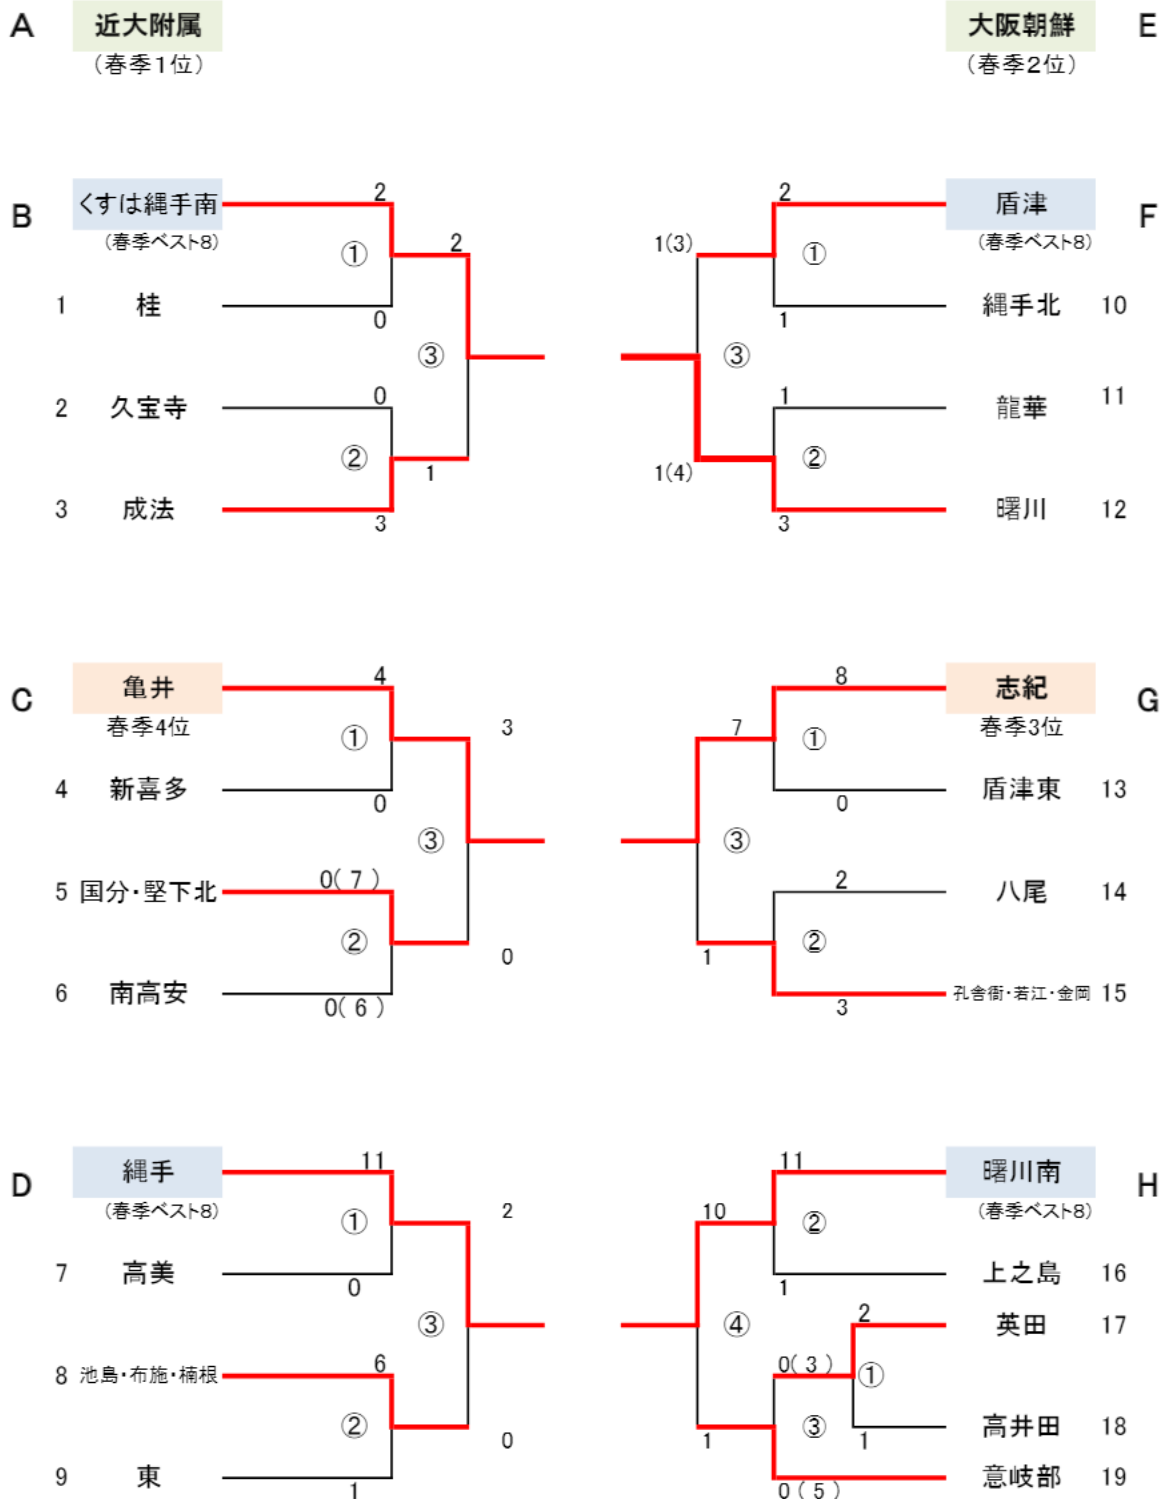 A 近大附属 大阪朝鮮 E
(春季1位) (春季2位)
2 2
B くすは縄手南 盾津 F
(春季ベスト8) ① 2 1(3) ① (春季ベスト8)
1 桂 縄手北 10
0 1
③ ③
0 1
2 久宝寺 龍華 11
② 1 1(4) ②
3 成法 曙川 12
3 3
4 8
C 亀井 志紀 G
春季4位 ① 3 7 ① 春季3位
4 新喜多 盾津東 13
0 0
③ ③
0( 7 ) 2
5 国分・堅下北 八尾 14
② 0 1 ②
6 南高安 孔舎衙・若江・金岡 15
0( 6 ) 3
11 11
D 縄手 曙川南 H
(春季ベスト8) ① 2 10 ② (春季ベスト8)
7 高美 上之島 16
0 1
2
③ ④ 英田 17
6 0( 3 )
8 池島・布施・楠根 ①
② 0 1 ③ 1 高井田 18
9 東 意岐部 19
1 0( 5 )